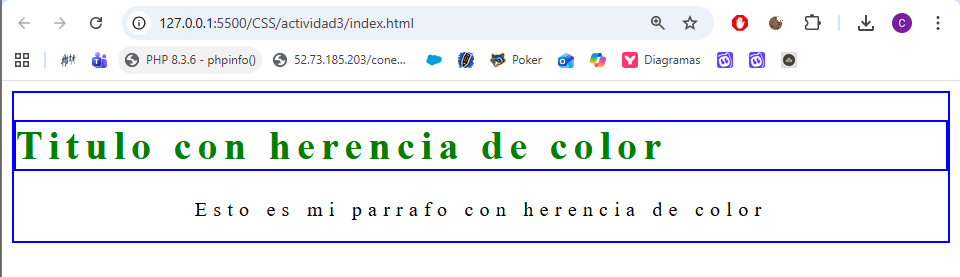 127.0.0.1:5500/CSS/actividad3/index.html
C
PHP 8.3.6 - phpinfo()
52.73.185.203/cone...
Poker
Diagramas
Titulo con herencia de color
Esto es mi parrafo con herencia de color